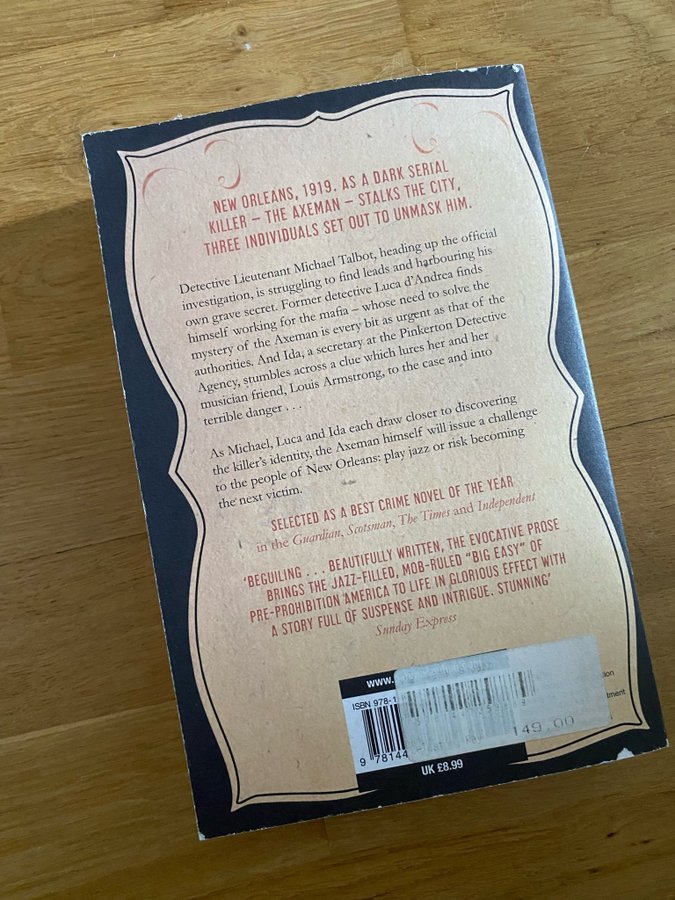 NEW ORLEANS, 1919. AS A DARK SERIAL
KILLER – THE AXEMAN – STALKS THE CITY,
THREE INDIVIDUALS SET OUT TO UNMASK HIM.
Detective Lieutenant Michael Talbot, heading up the official
investigation, is struggling to find leads and harbouring his
own grave secret. Former detective Luca d'Andrea finds
himself working for the mafia – whose need to solve the
mystery of the Axeman is every bit as urgent as that of the
authorities. And Ida, a secretary at the Pinkerton Detective
Agency, stumbles across a clue which lures her and her
musician friend, Louis Armstrong, to the case and into
terrible danger . . .
As Michael, Luca and Ida each draw closer to discovering
the killer's identity, the Axeman himself will issue a challenge
to the people of New Orleans: play jazz or risk becoming
the next victim.
SELECTED AS A BEST CRIME NOVEL OF THE YEAR
in the Guardian, Scotsman, The Times and Independent
'BEGUILING . . . BEAUTIFULLY WRITTEN, THE EVOCATIVE PROSE
BRINGS THE JAZZ-FILLED, MOB-RULED "BIG EASY" OF
PRE-PROHIBITION AMERICA TO LIFE IN GLORIOUS EFFECT WITH
A STORY FULL OF SUSPENSE AND INTRIGUE. STUNNING'
Sunday Express
www.
ISBN 978-1
149.00
9 78144
UK £8.99